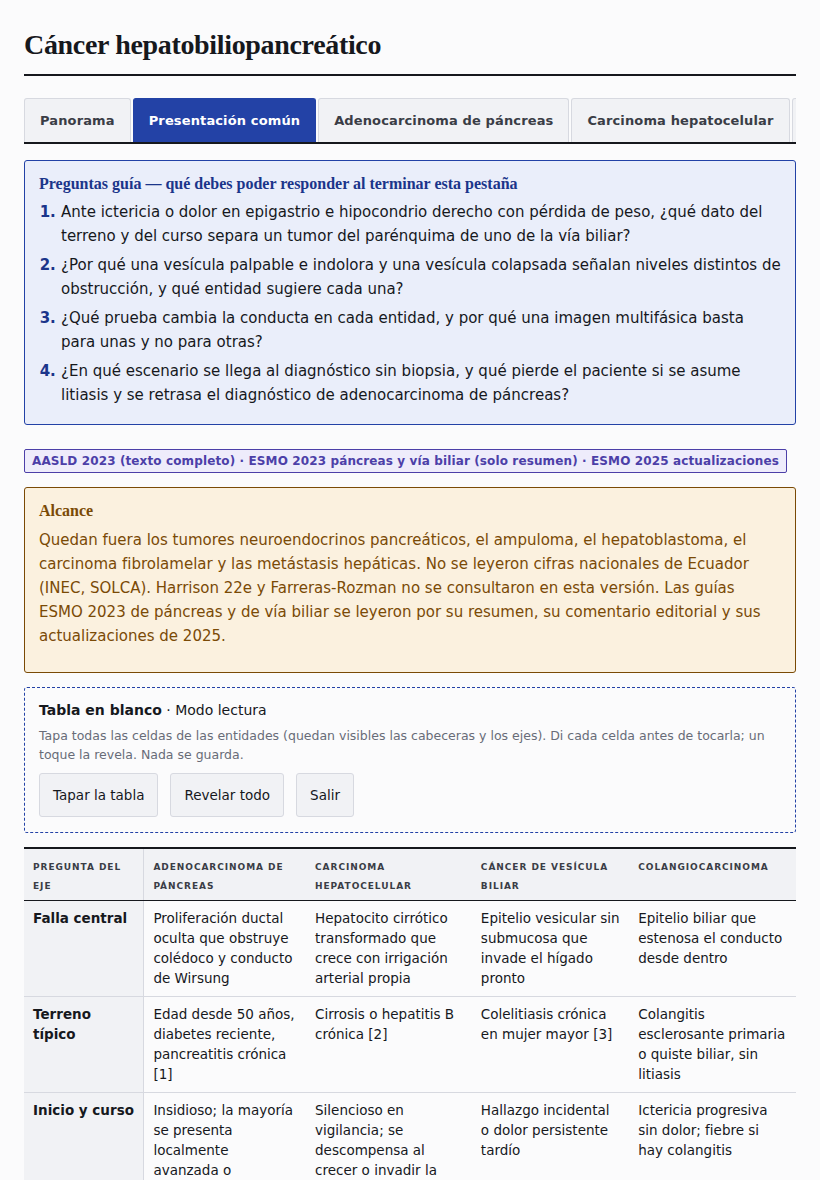 Cáncer hepatobiliopancreático
Panorama
Presentación común
Adenocarcinoma de páncreas
Carcinoma hepatocelular
Preguntas guía — qué debes poder responder al terminar esta pestaña
1. Ante ictericia o dolor en epigastrio e hipocondrio derecho con pérdida de peso, ¿qué dato del
terreno y del curso separa un tumor del parénquima de uno de la vía biliar?
2. ¿Por qué una vesícula palpable e indolora y una vesícula colapsada señalan niveles distintos de
obstrucción, y qué entidad sugiere cada una?
3. ¿Qué prueba cambia la conducta en cada entidad, y por qué una imagen multifásica basta
para unas y no para otras?
4. ¿En qué escenario se llega al diagnóstico sin biopsia, y qué pierde el paciente si se asume
litiasis y se retrasa el diagnóstico de adenocarcinoma de páncreas?
AASLD 2023 (texto completo) · ESMO 2023 páncreas y vía biliar (solo resumen) · ESMO 2025 actualizaciones
Alcance
Quedan fuera los tumores neuroendocrinos pancreáticos, el ampuloma, el hepatoblastoma, el
carcinoma fibrolamelar y las metástasis hepáticas. No se leyeron cifras nacionales de Ecuador
(INEC, SOLCA). Harrison 22e y Farreras-Rozman no se consultaron en esta versión. Las guías
ESMO 2023 de páncreas y de vía biliar se leyeron por su resumen, su comentario editorial y sus
actualizaciones de 2025.
Tabla en blanco · Modo lectura
Tapa todas las celdas de las entidades (quedan visibles las cabeceras y los ejes). Di cada celda antes de tocarla; un
toque la revela. Nada se guarda.
Tapar la tabla
Revelar todo
Salir
PREGUNTA DEL
EJE
ADENOCARCINOMA DE
PÁNCREAS
CARCINOMA
HEPATOCELULAR
CÁNCER DE VESÍCULA
BILIAR
COLANGIOCARCINOMA
Falla central
Proliferación ductal
oculta que obstruye
colédoco y conducto
de Wirsung
Hepatocito cirrótico
transformado que
crece con irrigación
arterial propia
Epitelio vesicular sin
submucosa que
invade el hígado
pronto
Epitelio biliar que
estenosa el conducto
desde dentro
Terreno
típico
Edad desde 50 años,
diabetes reciente,
pancreatitis crónica
[1]
Cirrosis o hepatitis B
crónica [2]
Colelitiasis crónica
en mujer mayor [3]
Colangitis
esclerosante primaria
o quiste biliar, sin
litiasis
Inicio y curso
Insidioso; la mayoría
se presenta
localmente
avanzada o
Silencioso en
vigilancia; se
descompensa al
crecer o invadir la
Hallazgo incidental
o dolor persistente
tardío
Ictericia progresiva
sin dolor; fiebre si
hay colangitis